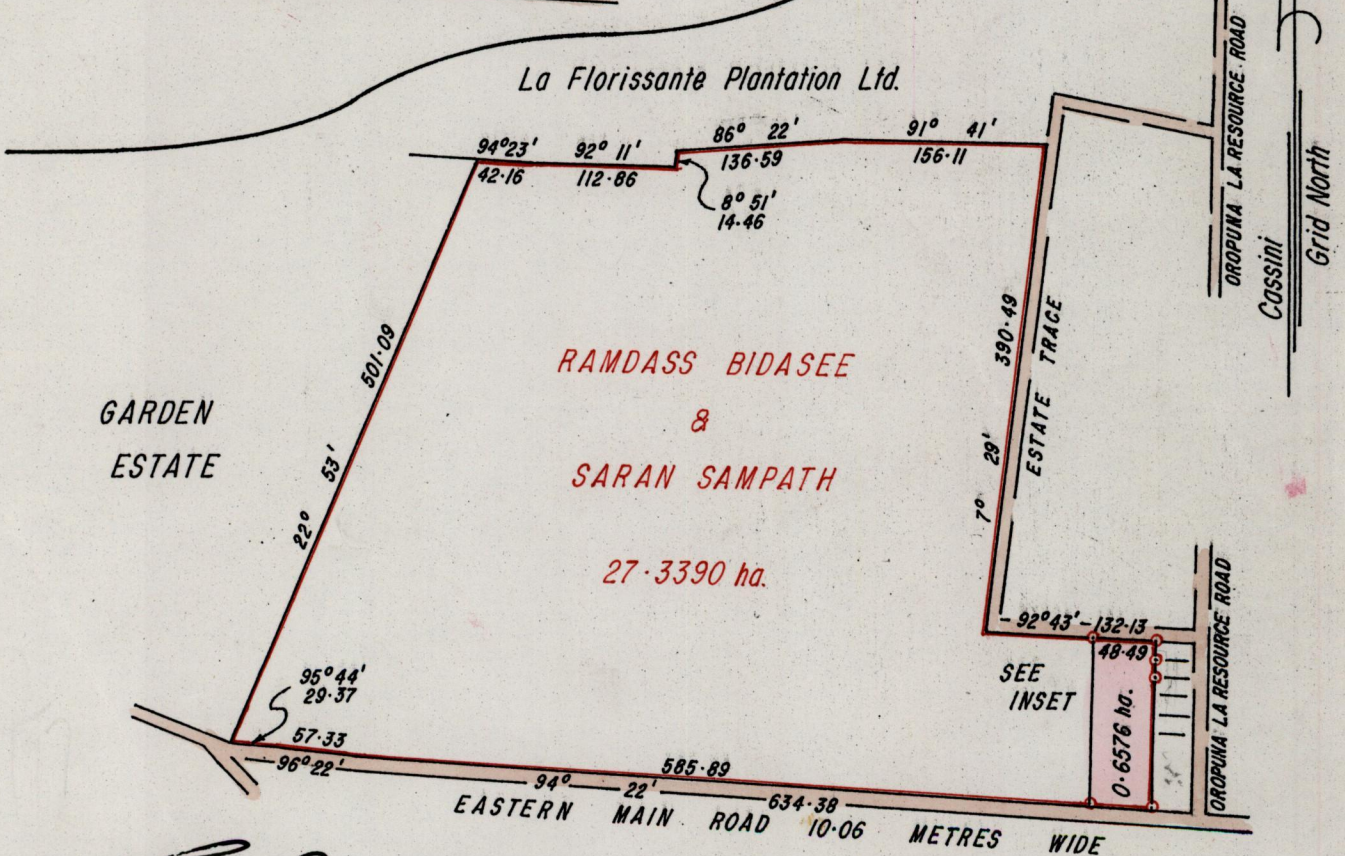 La Florissante Plantation Ltd.
94°23'
42·16
92° 11'
112·86
86° 22'
136·59
91° 41'
156·11
8° 51'
14·46
OROPUNA LA RESOURCE ROAD
Cassini
Grid North
501·09
22° 53'
390·49
7° 29'
ESTATE TRACE
GARDEN
ESTATE
RAMDASS BIDASEE
&
SARAN SAMPATH
27·3390 ha.
92°43' 132·13
48·49
SEE
INSET
0·6576 ha.
OROPUNA LA RESOURCE ROAD
95°44'
29·37
57·33
96°22'
585·89
94° 22'
634·38
EASTERN MAIN ROAD 10·06 METRES WIDE